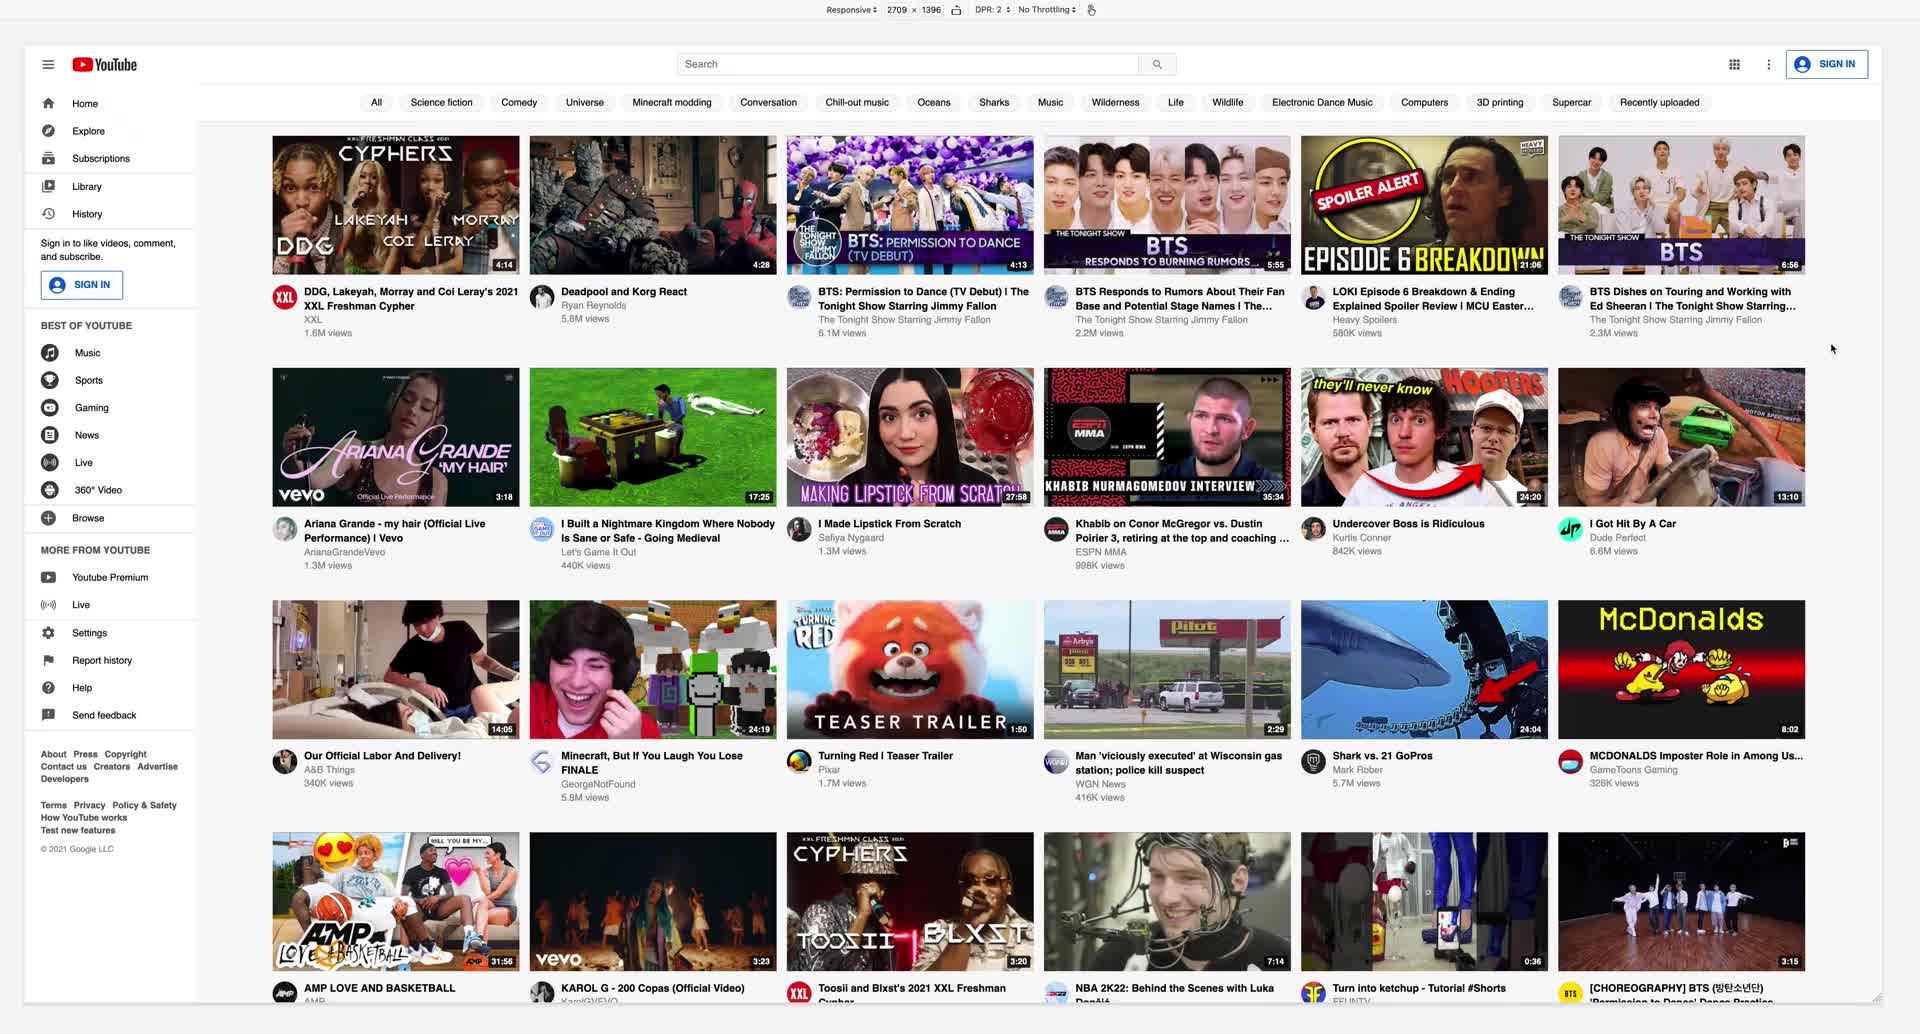 Responsive 2709 × 1396 DPR: 2 No Throttling
YouTube
Search
SIGN IN
Home
Explore
Subscriptions
Library
History
Sign in to like videos, comment,
and subscribe.
SIGN IN
BEST OF YOUTUBE
Music
Sports
Gaming
News
Live
360° Video
Browse
MORE FROM YOUTUBE
Youtube Premium
Live
Settings
Report history
Help
Send feedback
About Press Copyright
Contact us Creators Advertise
Developers
Terms Privacy Policy & Safety
How YouTube works
Test new features
© 2021 Google LLC
All Science fiction Comedy Universe Minecraft modding Conversation Chill-out music Oceans Sharks Music Wilderness Life Wildlife Electronic Dance Music Computers 3D printing Supercar Recently uploaded
XXL FRESHMAN CLASS 2021
CYPHERS
LAKEYAH MORRAY
DDG COI LERAY
4:14
XXL
DDG, Lakeyah, Morray and Coi Leray's 2021
XXL Freshman Cypher
XXL
1.6M views
4:28
Deadpool and Korg React
Ryan Reynolds
5.8M views
THE TONIGHT SHOW JIMMY FALLON
BTS: PERMISSION TO DANCE
(TV DEBUT)
4:13
BTS: Permission to Dance (TV Debut) | The
Tonight Show Starring Jimmy Fallon
The Tonight Show Starring Jimmy Fallon
6.1M views
THE TONIGHT SHOW
BTS
RESPONDS TO BURNING RUMORS...
5:55
BTS Responds to Rumors About Their Fan
Base and Potential Stage Names | The...
The Tonight Show Starring Jimmy Fallon
2.2M views
HEAVY SPOILERS
SPOILER ALERT
EPISODE 6 BREAKDOWN
21:06
LOKI Episode 6 Breakdown & Ending
Explained Spoiler Review | MCU Easter...
Heavy Spoilers
580K views
THE TONIGHT SHOW
BTS
6:56
BTS Dishes on Touring and Working with
Ed Sheeran | The Tonight Show Starring...
The Tonight Show Starring Jimmy Fallon
2.3M views
ARIANA GRANDE
'MY HAIR'
vevo
Official Live Performance
3:18
Ariana Grande - my hair (Official Live
Performance) | Vevo
ArianaGrandeVevo
1.3M views
17:25
I Built a Nightmare Kingdom Where Nobody
Is Sane or Safe - Going Medieval
Let's Game It Out
440K views
MAKING LIPSTICK FROM SCRATCH
27:58
I Made Lipstick From Scratch
Safiya Nygaard
1.3M views
ESPN
MMA
ESPN MMA
KHABIB NURMAGOMEDOV INTERVIEW
35:34
Khabib on Conor McGregor vs. Dustin
Poirier 3, retiring at the top and coaching ...
ESPN MMA
998K views
they'll never know
HOOTERS
24:20
Undercover Boss is Ridiculous
Kurtis Conner
842K views
MOTOR SPEEDWAY
13:10
dp
I Got Hit By A Car
Dude Perfect
6.6M views
14:05
Our Official Labor And Delivery!
A&B Things
340K views
24:19
Minecraft, But If You Laugh You Lose
FINALE
GeorgeNotFound
5.8M views
TURNING
RED
TEASER TRAILER
1:50
Turning Red | Teaser Trailer
Pixar
1.7M views
Arby's
Pilot
2:29
WGN
Man 'viciously executed' at Wisconsin gas
station; police kill suspect
WGN News
416K views
24:04
Shark vs. 21 GoPros
Mark Rober
5.7M views
McDonalds
8:02
MCDONALDS Imposter Role in Among Us...
GameToons Gaming
326K views
WILL YOU BE MY...
AMP
LOVE & BASKETBALL
AMP
31:56
AMP
AMP LOVE AND BASKETBALL
AMP
vevo
3:23
KAROL G - 200 Copas (Official Video)
KarolGVEVO
XXL FRESHMAN CLASS 2021
CYPHERS
TOOSII BLXST
3:20
XXL
Toosii and Blxst's 2021 XXL Freshman
Cypher
7:14
NBA 2K22: Behind the Scenes with Luka
Dončić
0:36
Turn into ketchup - Tutorial #Shorts
FFUNTV
3:15
BTS
[CHOREOGRAPHY] BTS (방탄소년단)
'Permission to Dance' Dance Practice